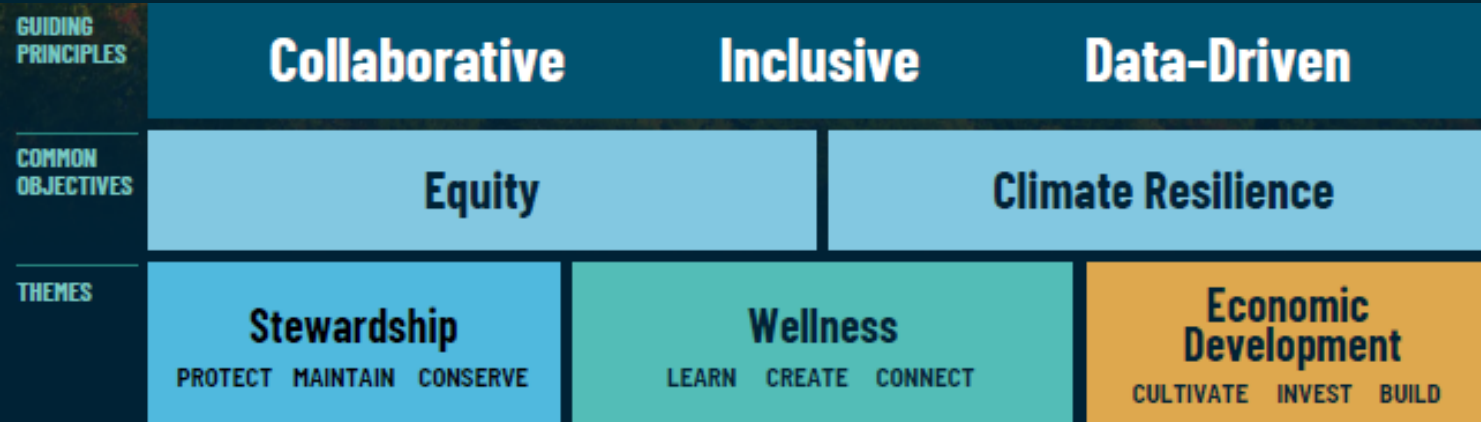 GUIDING
PRINCIPLES
Collaborative Inclusive Data-Driven
COMMON
OBJECTIVES
Equity Climate Resilience
THEMES
Stewardship
PROTECT MAINTAIN CONSERVE
Wellness
LEARN CREATE CONNECT
Economic
Development
CULTIVATE INVEST BUILD